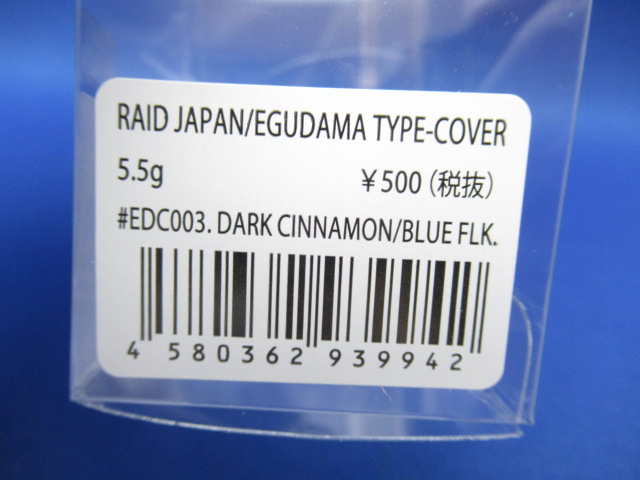 RAID JAPAN/EGUDAMA TYPE-COVER
5.5g ¥500(税抜)
#EDC003. DARK CINNAMON/BLUE FLK.
4 580362 939942